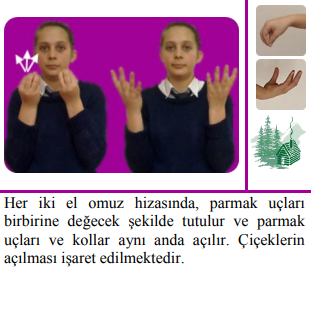 Her iki el omuz hizasında, parmak uçları
birbirine değecek şekilde tutulur ve parmak
uçları ve kollar aynı anda açılır. Çiçeklerin
açılması işaret edilmektedir.